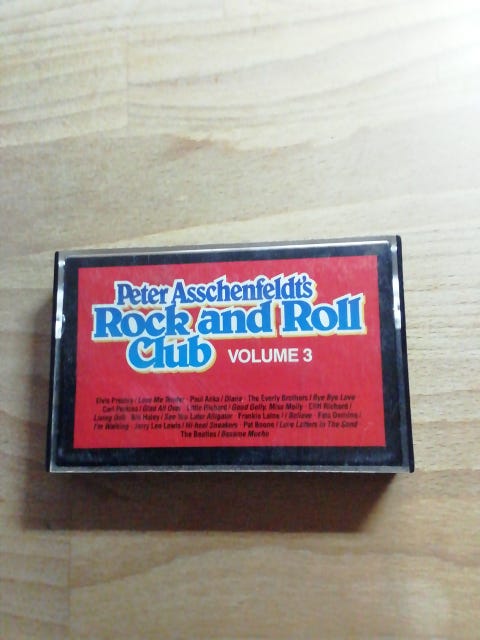 Peter Asschenfeldt's
Rock and Roll
Club VOLUME 3
Elvis Presley / Love Me Tender · Paul Anka / Diana · The Everly Brothers / Bye Bye Love
Carl Perkins / Glad All Over · Little Richard / Good Golly, Miss Molly · Cliff Richard /
Living Doll · Bill Haley / See You Later Alligator · Frankie Laine / I Believe · Fats Domino /
I'm Walking · Jerry Lee Lewis / Hi-heel Sneakers · Pat Boone / Love Letters in The Sand
The Beatles / Besame Mucho